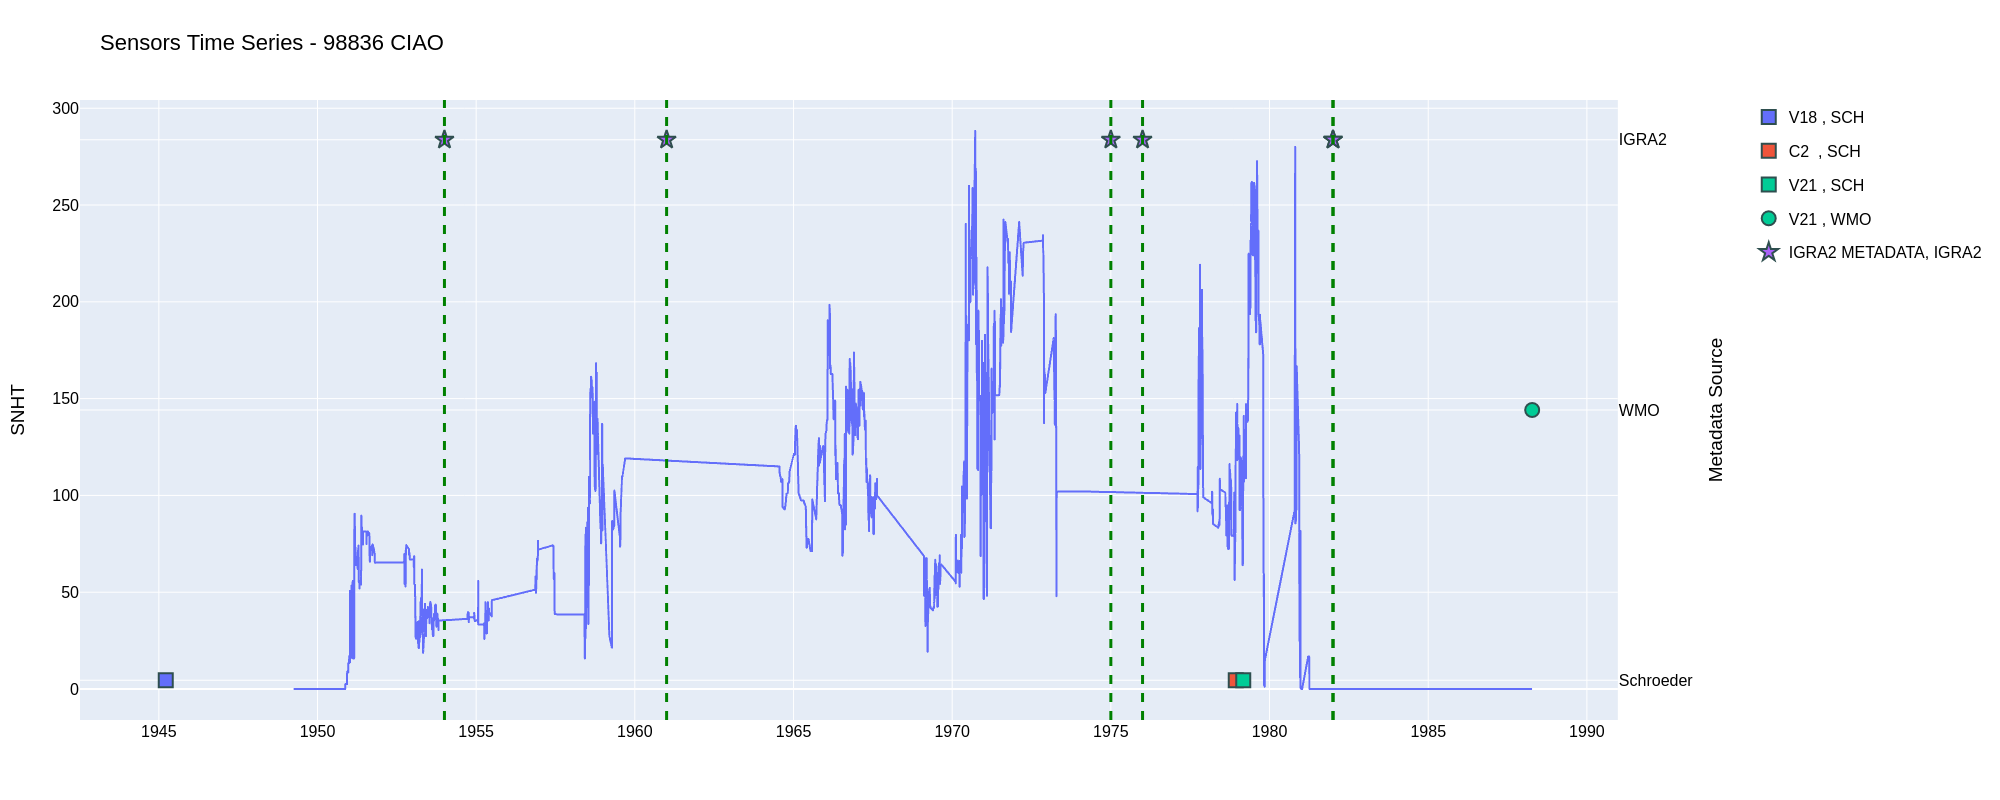 Sensors Time Series - 98836 CIAO
SNHT
300
250
200
150
100
50
0
1945
1950
1955
1960
1965
1970
1975
1980
1985
1990
IGRA2
WMO
Schroeder
Metadata Source
V18 , SCH
C2  , SCH
V21 , SCH
V21 , WMO
IGRA2 METADATA, IGRA2